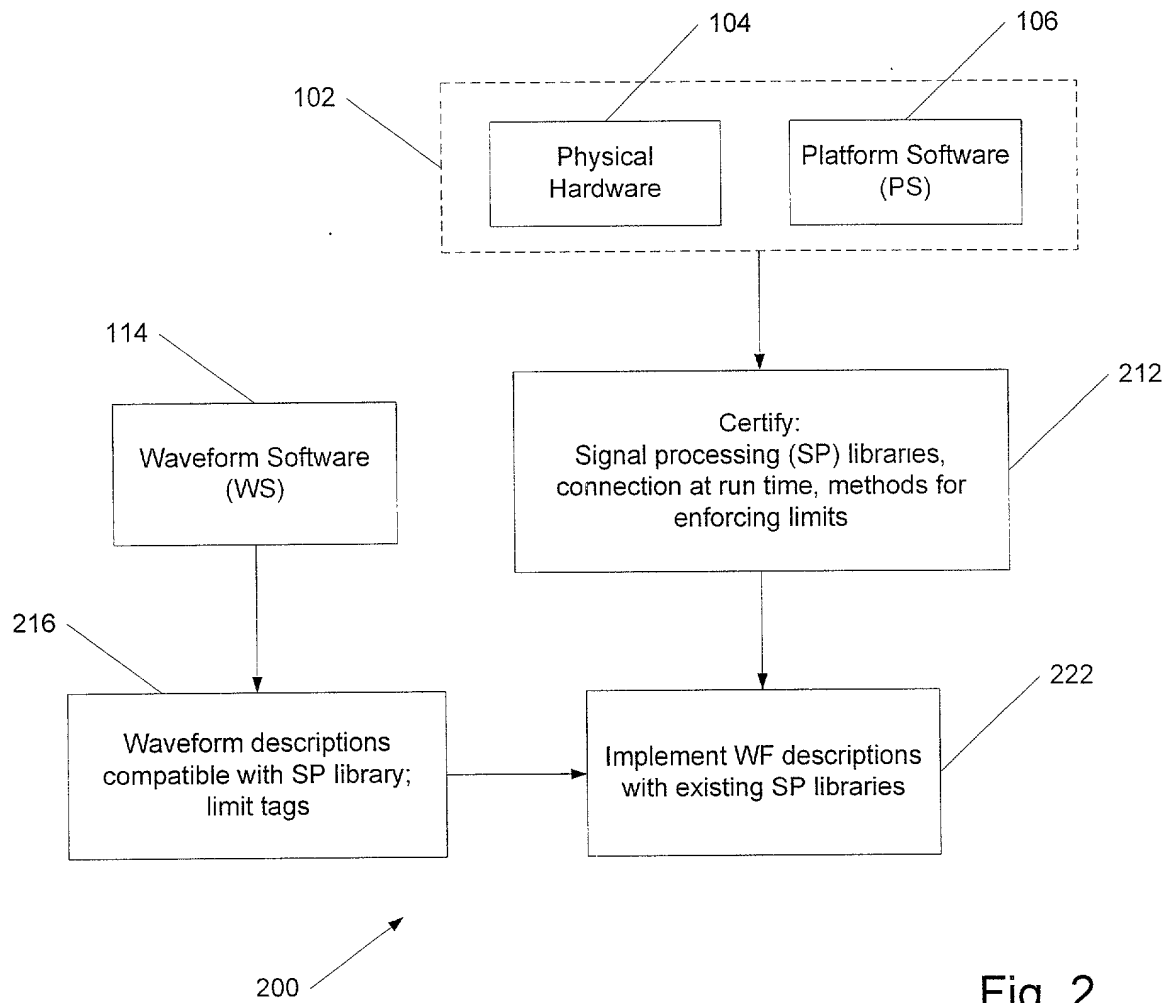 104
106
102
Physical
Hardware
Platform Software
(PS)
114
212
Waveform Software
(WS)
Certify:
Signal processing (SP) libraries,
connection at run time, methods for
enforcing limits
216
222
Waveform descriptions
compatible with SP library;
limit tags
Implement WF descriptions
with existing SP libraries
200
Fig. 2